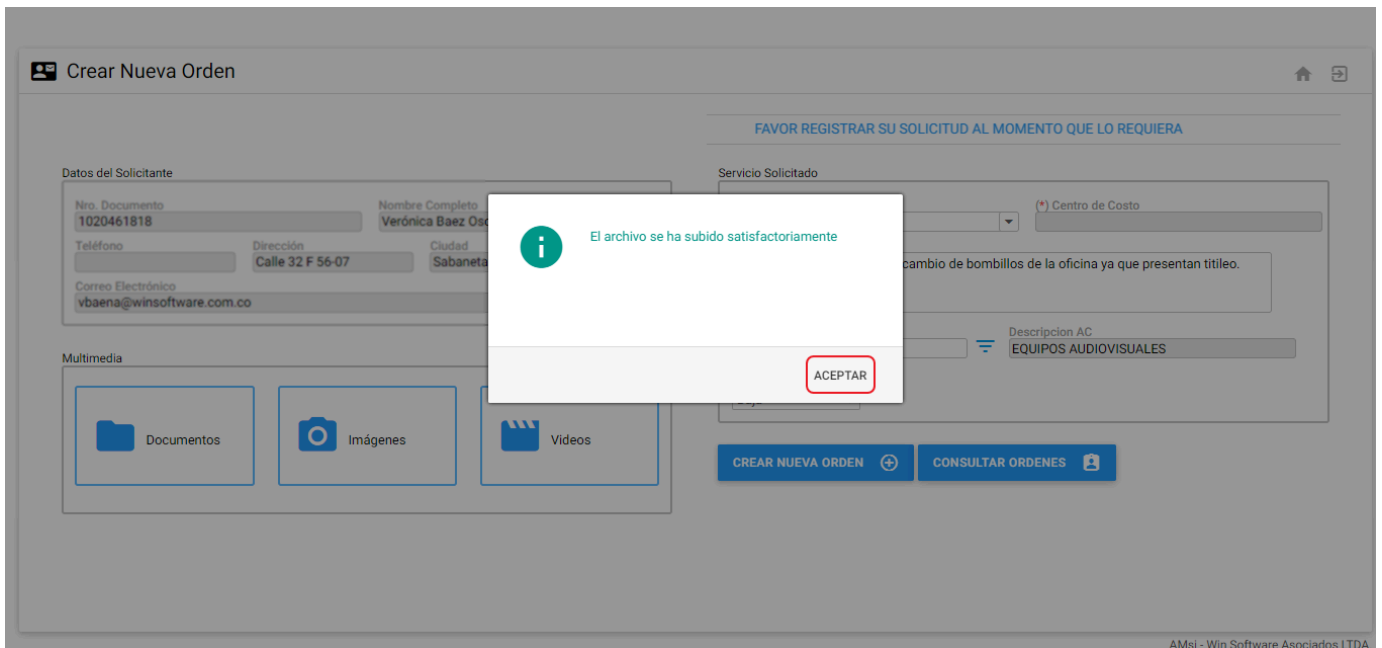 Crear Nueva Orden
FAVOR REGISTRAR SU SOLICITUD AL MOMENTO QUE LO REQUIERA
Datos del Solicitante
Nro. Documento
1020461818
Nombre Completo
Verónica Baez
Teléfono
Dirección
Calle 32 F 56-07
Ciudad
Sabaneta
Correo Electrónico
vbaena@winsoftware.com.co
Multimedia
Documentos
Imágenes
Videos
El archivo se ha subido satisfactoriamente
ACEPTAR
Servicio Solicitado
(*) Centro de Costo
cambio de bombillos de la oficina ya que presentan titileo.
Descripcion AC
EQUIPOS AUDIOVISUALES
CREAR NUEVA ORDEN
CONSULTAR ORDENES
AMsi - Win Software Asociados LTDA